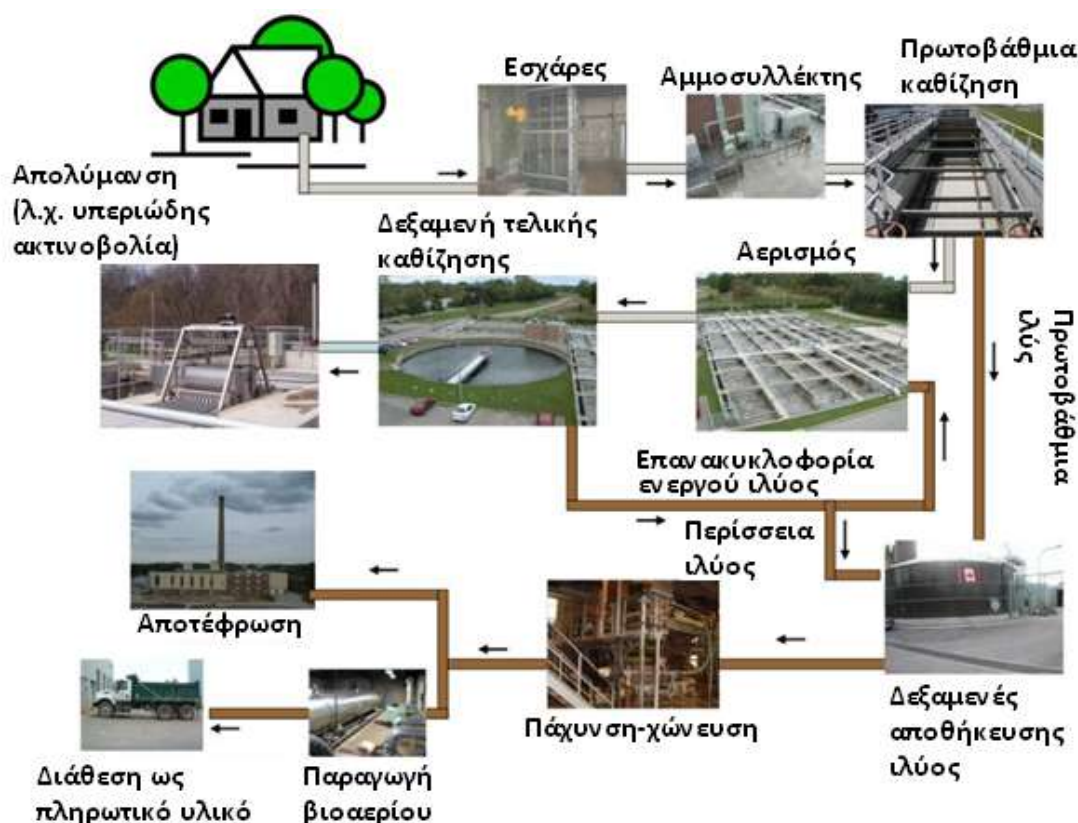 Εσχάρες
Αμμοσυλλέκτης
Πρωτοβάθμια
καθίζηση
Απολύμανση
(λ.χ. υπεριώδης
ακτινοβολία)
Δεξαμενή τελικής
καθίζησης
Αερισμός
Πρωτοβάθμια
ιλύς
Επανακυκλοφορία
ενεργού ιλύος
Περίσσεια
ιλύος
Αποτέφρωση
Πάχυνση-χώνευση
Δεξαμενές
αποθήκευσης
ιλύος
Διάθεση ως
πληρωτικό υλικό
Παραγωγή
βιοαερίου